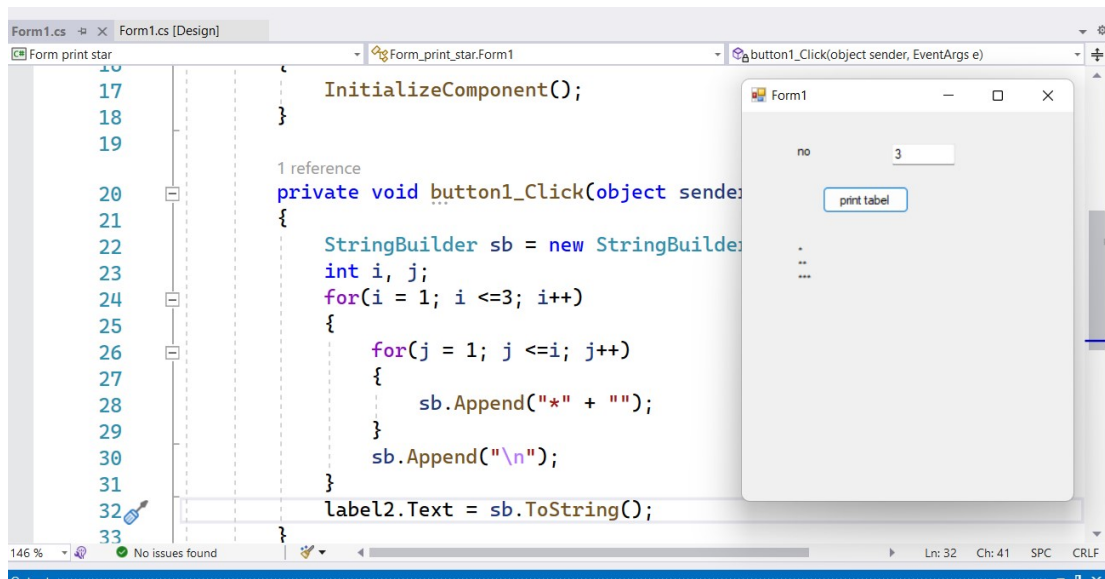 Form1.cs Form1.cs [Design]
C# Form print star Form_print_star.Form1 button1_Click(object sender, EventArgs e)
16 {
17 InitializeComponent();
18 }
19
1 reference
20 private void button1_Click(object sender
21 {
22 StringBuilder sb = new StringBuilder
23 int i, j;
24 for(i = 1; i <=3; i++)
25 {
26 for(j = 1; j <=i; j++)
27 {
28 sb.Append("*" + "");
29 }
30 sb.Append("\n");
31 }
32 label2.Text = sb.ToString();
33 }
Form1
no 3
print tabel
*
**
***
146 % No issues found Ln: 32 Ch: 41 SPC CRLF